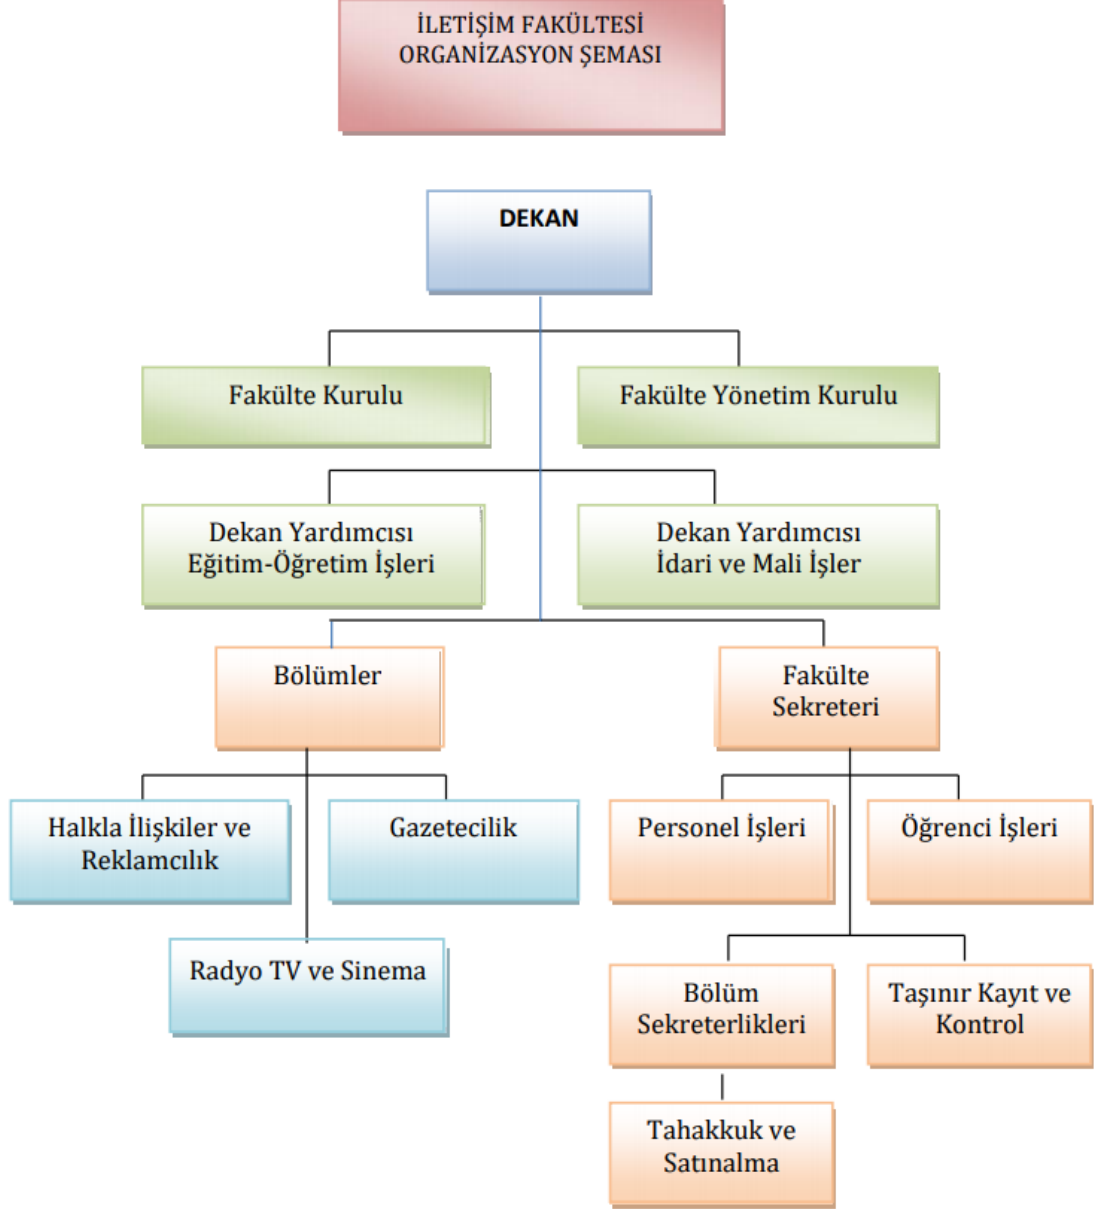 İLETİŞİM FAKÜLTESİ
ORGANİZASYON ŞEMASI
DEKAN
Fakülte Kurulu
Fakülte Yönetim Kurulu
Dekan Yardımcısı
Eğitim-Öğretim İşleri
Dekan Yardımcısı
İdari ve Mali İşler
Bölümler
Fakülte
Sekreteri
Halkla İlişkiler ve
Reklamcılık
Gazetecilik
Personel İşleri
Öğrenci İşleri
Radyo TV ve Sinema
Bölüm
Sekreterlikleri
Taşınır Kayıt ve
Kontrol
Tahakkuk ve
Satınalma